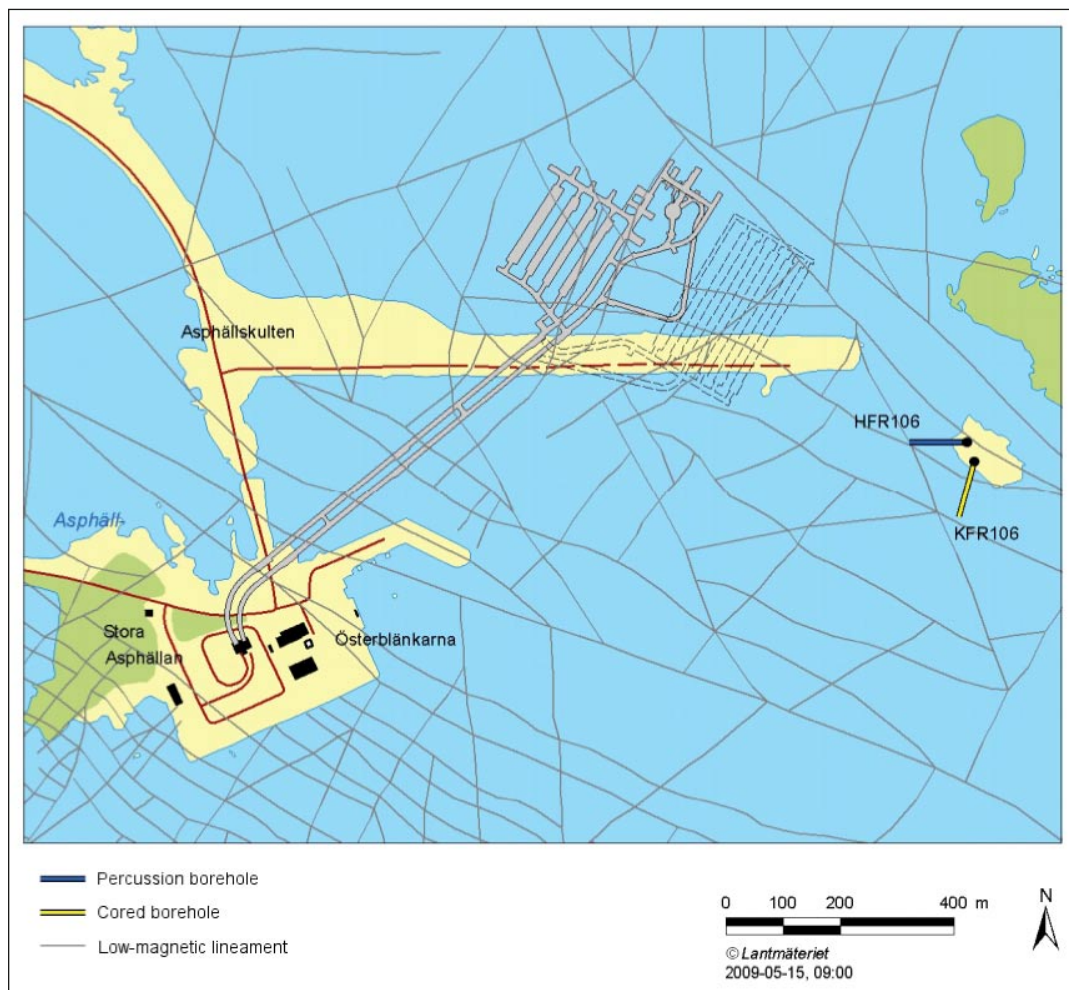 Asphällskulten
HFR106
KFR106
Asphäll-
Stora
Asphällan
Österblänkarna
Percussion borehole
Cored borehole
Low-magnetic lineament
0 100 200 400 m
© Lantmäteriet
2009-05-15, 09:00
N